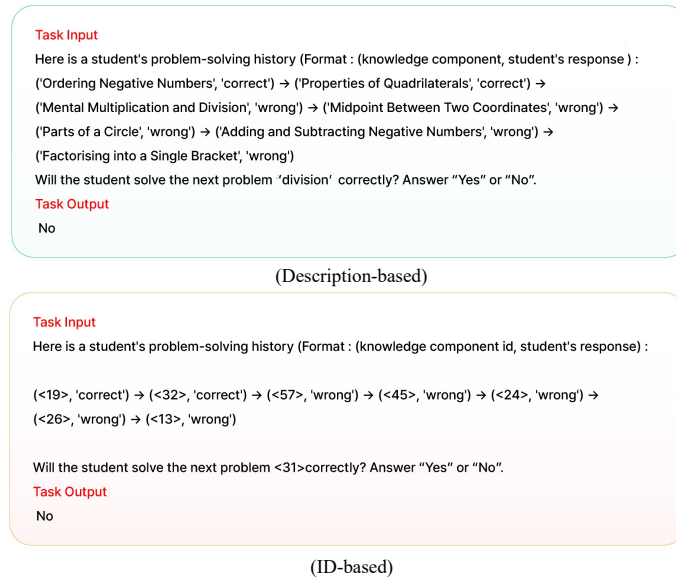 Task Input
Here is a student's problem-solving history (Format : (knowledge component, student's response ) :
('Ordering Negative Numbers', 'correct') → ('Properties of Quadrilaterals', 'correct') →
('Mental Multiplication and Division', 'wrong') → ('Midpoint Between Two Coordinates', 'wrong') →
('Parts of a Circle', 'wrong') → ('Adding and Subtracting Negative Numbers', 'wrong') →
('Factorising into a Single Bracket', 'wrong')
Will the student solve the next problem 'division' correctly? Answer “Yes” or “No”.
Task Output
No
(Description-based)
Task Input
Here is a student's problem-solving history (Format : (knowledge component id, student's response) :
(<19>, 'correct') → (<32>, 'correct') → (<57>, 'wrong') → (<45>, 'wrong') → (<24>, 'wrong') →
(<26>, 'wrong') → (<13>, 'wrong')
Will the student solve the next problem <31>correctly? Answer “Yes” or “No”.
Task Output
No
(ID-based)